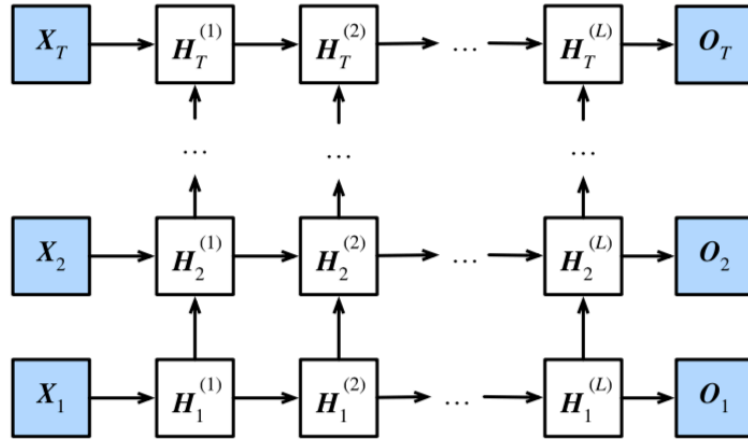 X_T H_T^(1) H_T^(2) ... H_T^(L) O_T
... ... ...
X_2 H_2^(1) H_2^(2) ... H_2^(L) O_2
X_1 H_1^(1) H_1^(2) ... H_1^(L) O_1